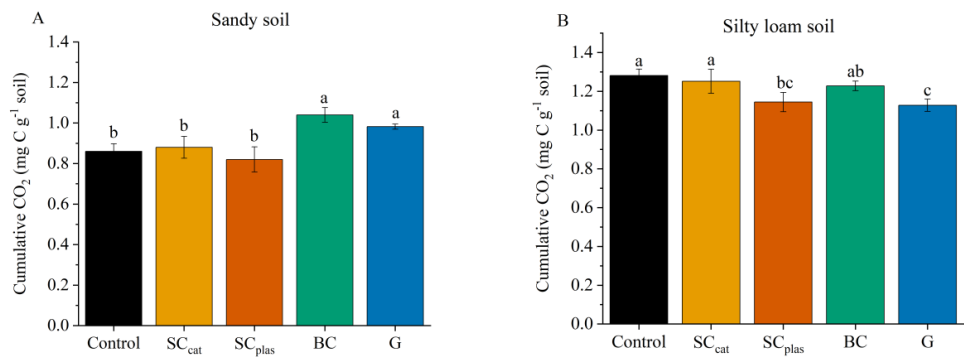 A
Sandy soil
Cumulative CO₂ (mg C g⁻¹ soil)
1.4
1.2
1.0
0.8
0.6
0.4
0.2
0.0
b
b
b
a
a
Control
SCcat
SCplas
BC
G
B
Silty loam soil
Cumulative CO₂ (mg C g⁻¹ soil)
1.4
1.2
1.0
0.8
0.6
0.4
0.2
0.0
a
a
bc
ab
c
Control
SCcat
SCplas
BC
G